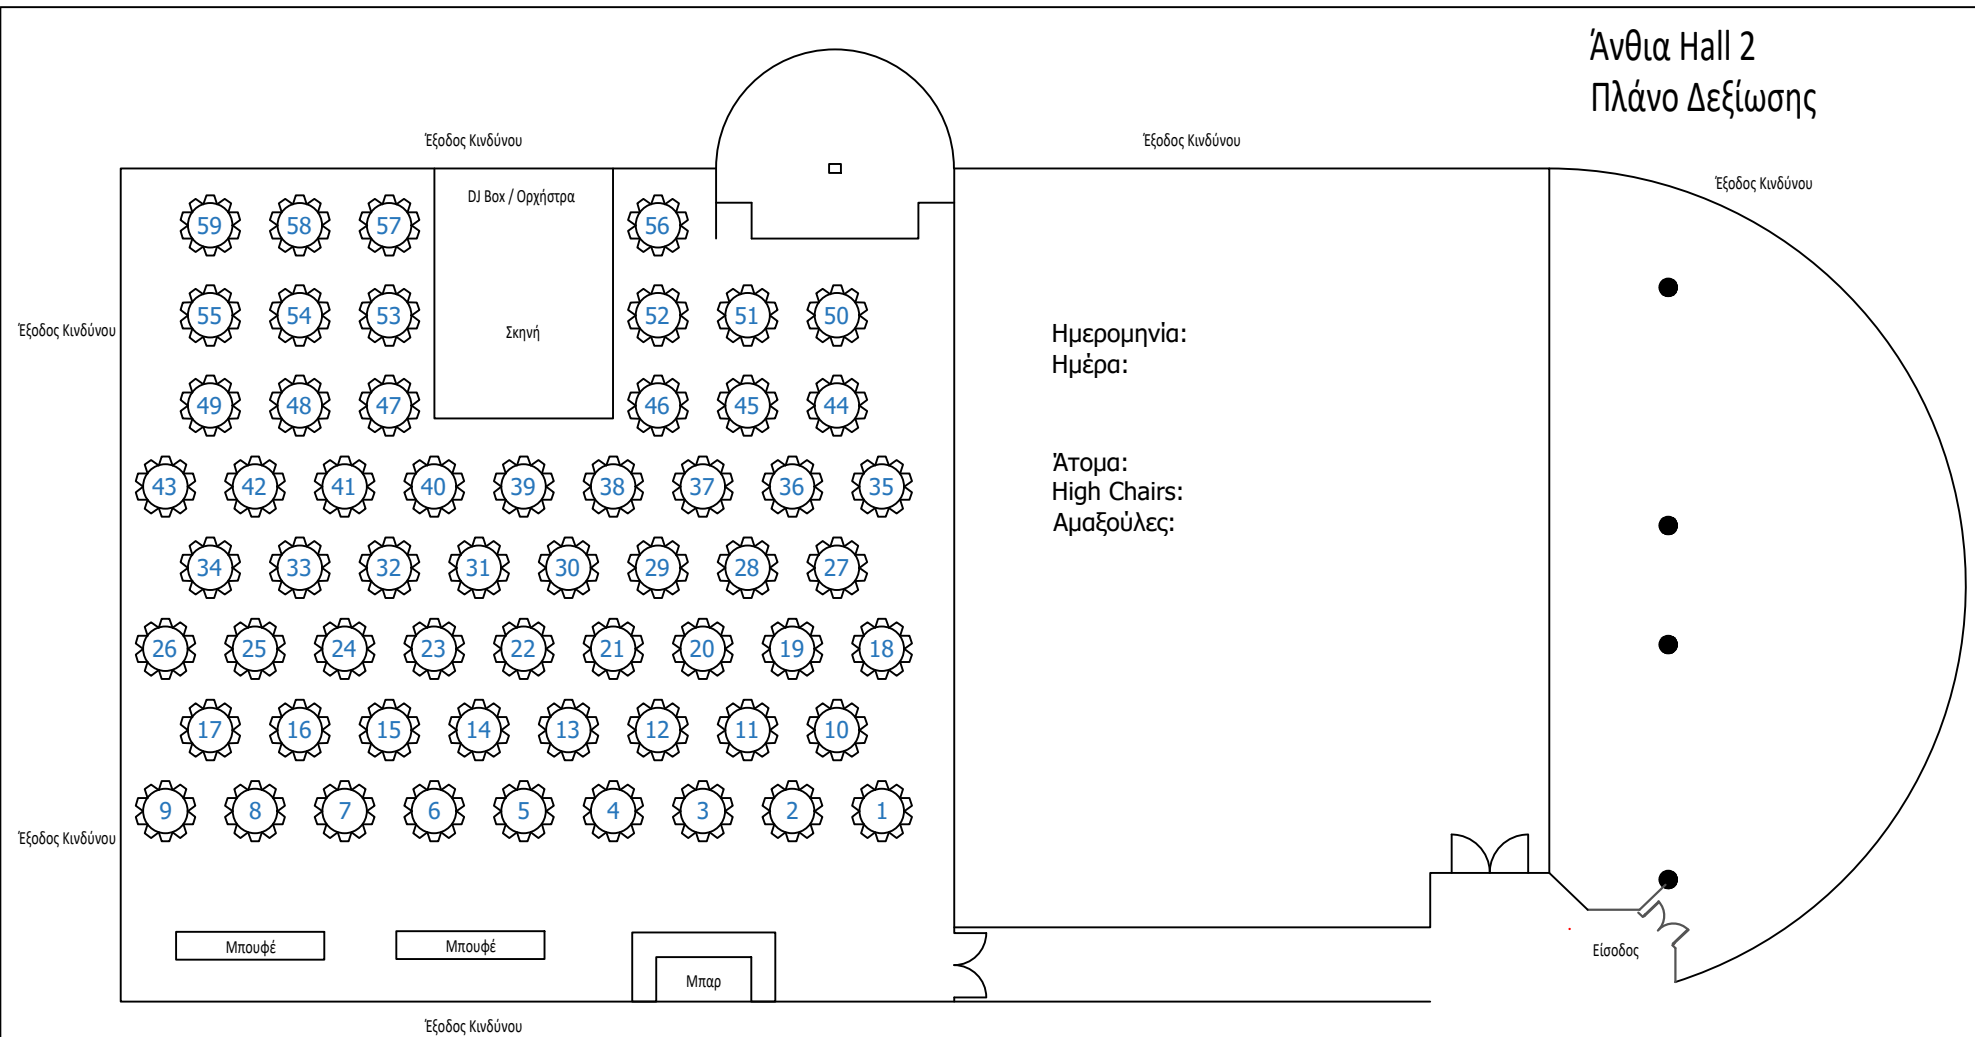 Άνθια Hall 2
Πλάνο Δεξίωσης
Έξοδος Κινδύνου
Έξοδος Κινδύνου
Έξοδος Κινδύνου
DJ Box / Ορχήστρα
59 58 57 56
55 54 53 52 51 50
Έξοδος Κινδύνου
Σκηνή
49 48 47 46 45 44
43 42 41 40 39 38 37 36 35
34 33 32 31 30 29 28 27
26 25 24 23 22 21 20 19 18
17 16 15 14 13 12 11 10
9 8 7 6 5 4 3 2 1
Έξοδος Κινδύνου
Ημερομηνία:
Ημέρα:
Άτομα:
High Chairs:
Αμαξούλες:
Μπουφέ
Μπουφέ
Μπαρ
Είσοδος
Έξοδος Κινδύνου